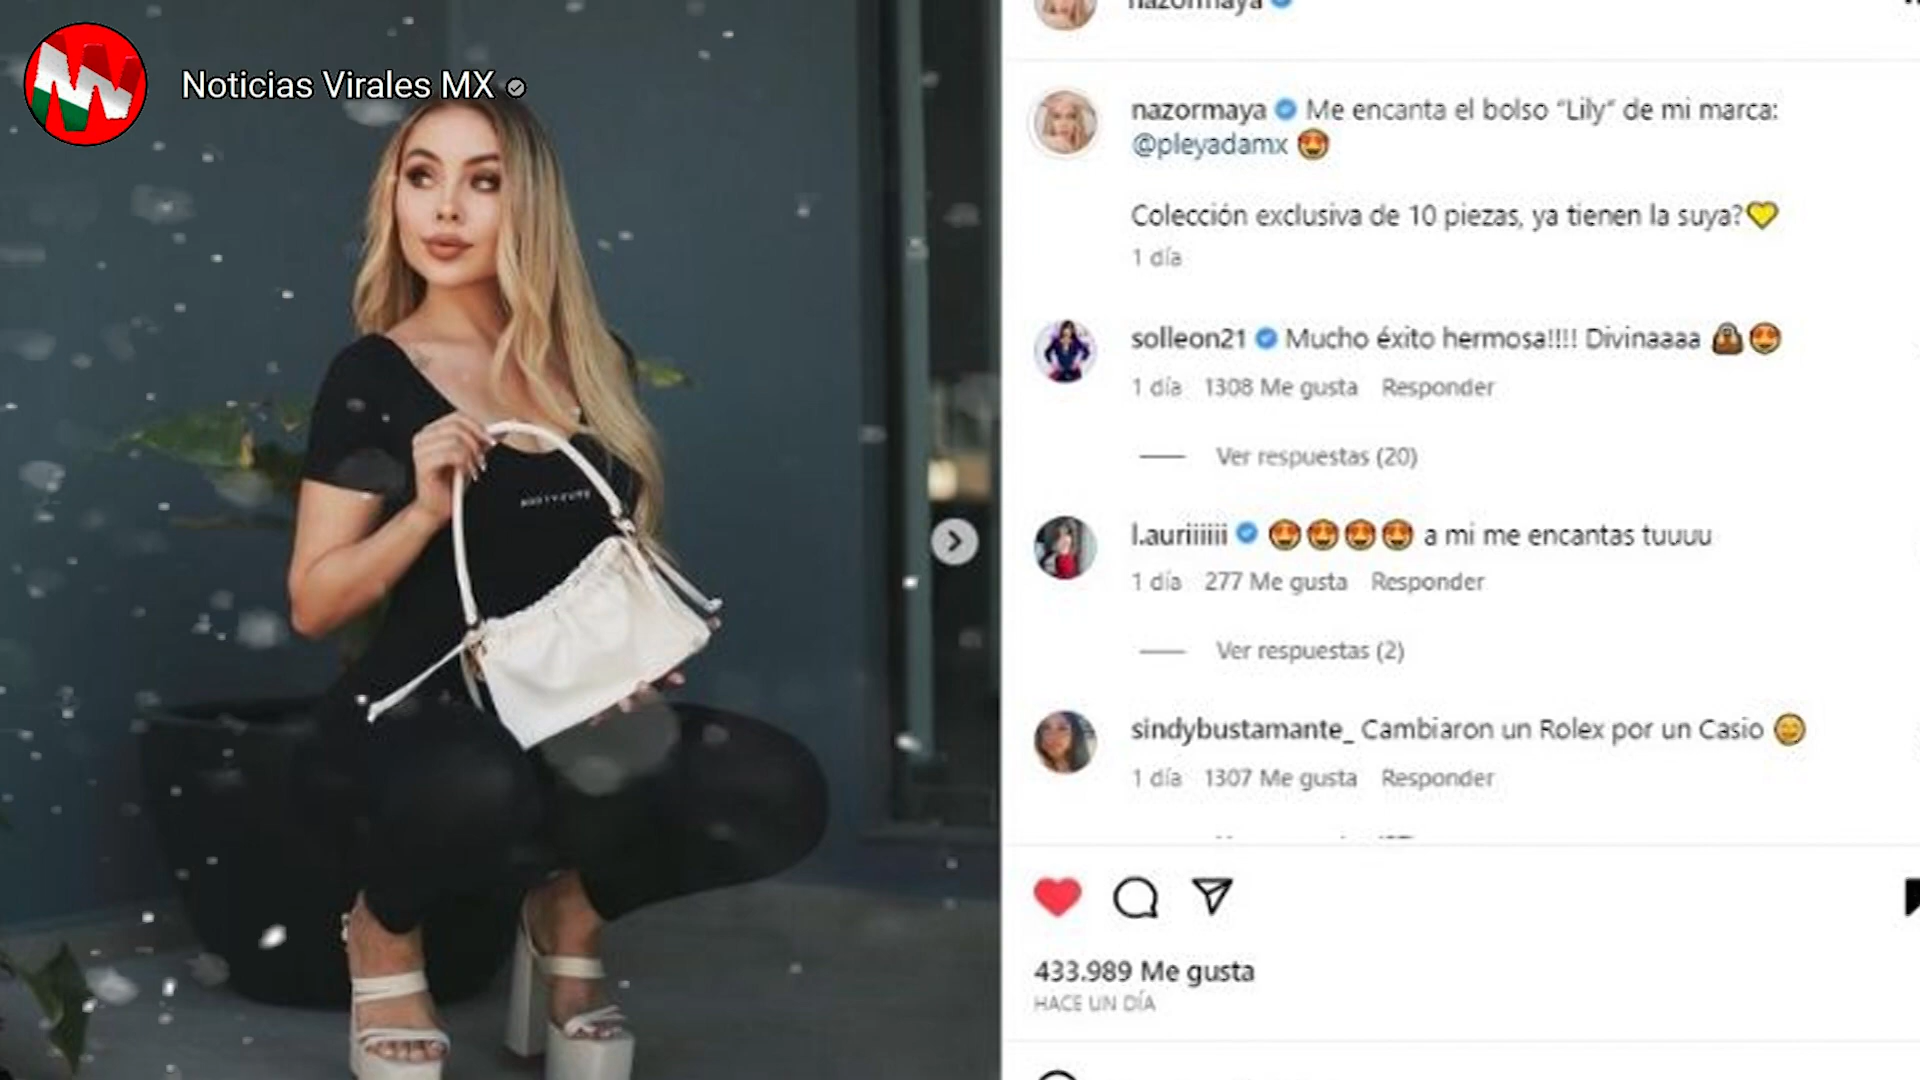 Noticias Virales MX
nazormaya
nazormaya Me encanta el bolso “Lily” de mi marca:
@pleyadamx 🤩
Colección exclusiva de 10 piezas, ya tienen la suya?💛
1 día
solleon21 Mucho éxito hermosa!!!! Divinaaaa 👜🤩
1 día 1308 Me gusta Responder
Ver respuestas (20)
l.auriiiiii 🤩🤩🤩🤩 a mi me encantas tuuuu
1 día 277 Me gusta Responder
Ver respuestas (2)
sindybustamante_ Cambiaron un Rolex por un Casio 😊
1 día 1307 Me gusta Responder
433.989 Me gusta
HACE UN DÍA